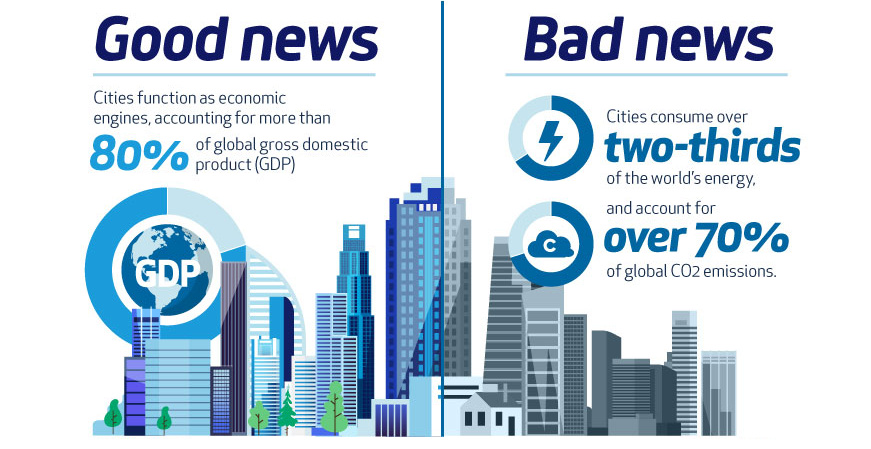 Good news
Cities function as economic
engines, accounting for more than
80% of global gross domestic
product (GDP)
GDP
Bad news
Cities consume over
two-thirds
of the world's energy,
and account for
over 70%
of global CO2 emissions.
C